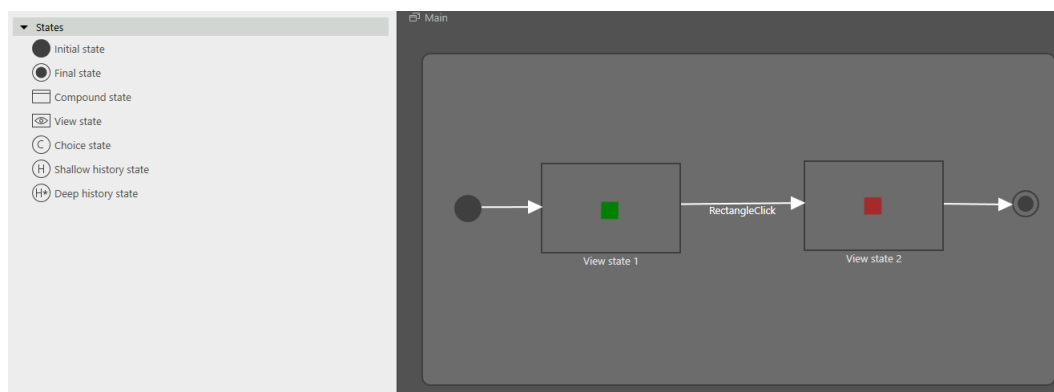 States
Initial state
Final state
Compound state
View state
C Choice state
H Shallow history state
H* Deep history state
Main
RectangleClick
View state 1
View state 2